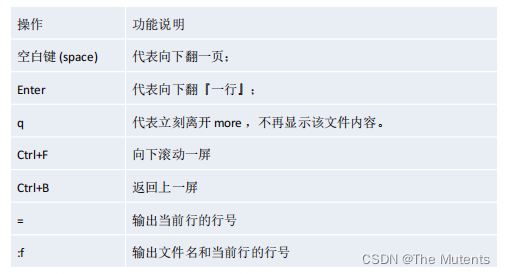 操作 功能说明
空白键 (space) 代表向下翻一页；
Enter 代表向下翻『一行』；
q 代表立刻离开 more ，不再显示该文件内容。
Ctrl+F 向下滚动一屏
Ctrl+B 返回上一屏
= 输出当前行的行号
:f 输出文件名和当前行的行号
CSDN @The Mutents